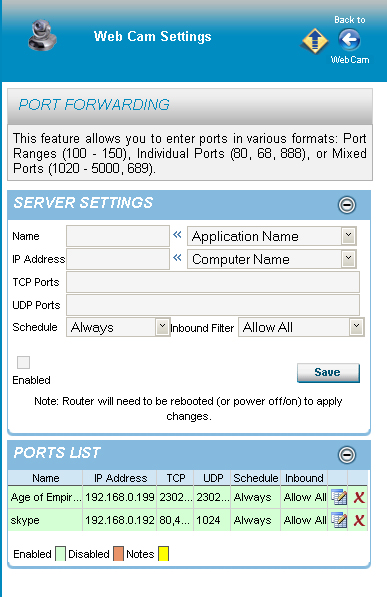 Web Cam Settings
Back to
WebCam
PORT FORWARDING
This feature allows you to enter ports in various formats: Port
Ranges (100 - 150), Individual Ports (80, 68, 888), or Mixed
Ports (1020 - 5000, 689).
SERVER SETTINGS
Name << Application Name
IP Address << Computer Name
TCP Ports
UDP Ports
Schedule Always Inbound Filter Allow All
Enabled
Save
Note: Router will need to be rebooted (or power off/on) to apply
changes.
PORTS LIST
Name IP Address TCP UDP Schedule Inbound
Age of Empir... 192.168.0.199 2302... 2302... Always Allow All
skype 192.168.0.192 80,4... 1024 Always Allow All
Enabled Disabled Notes